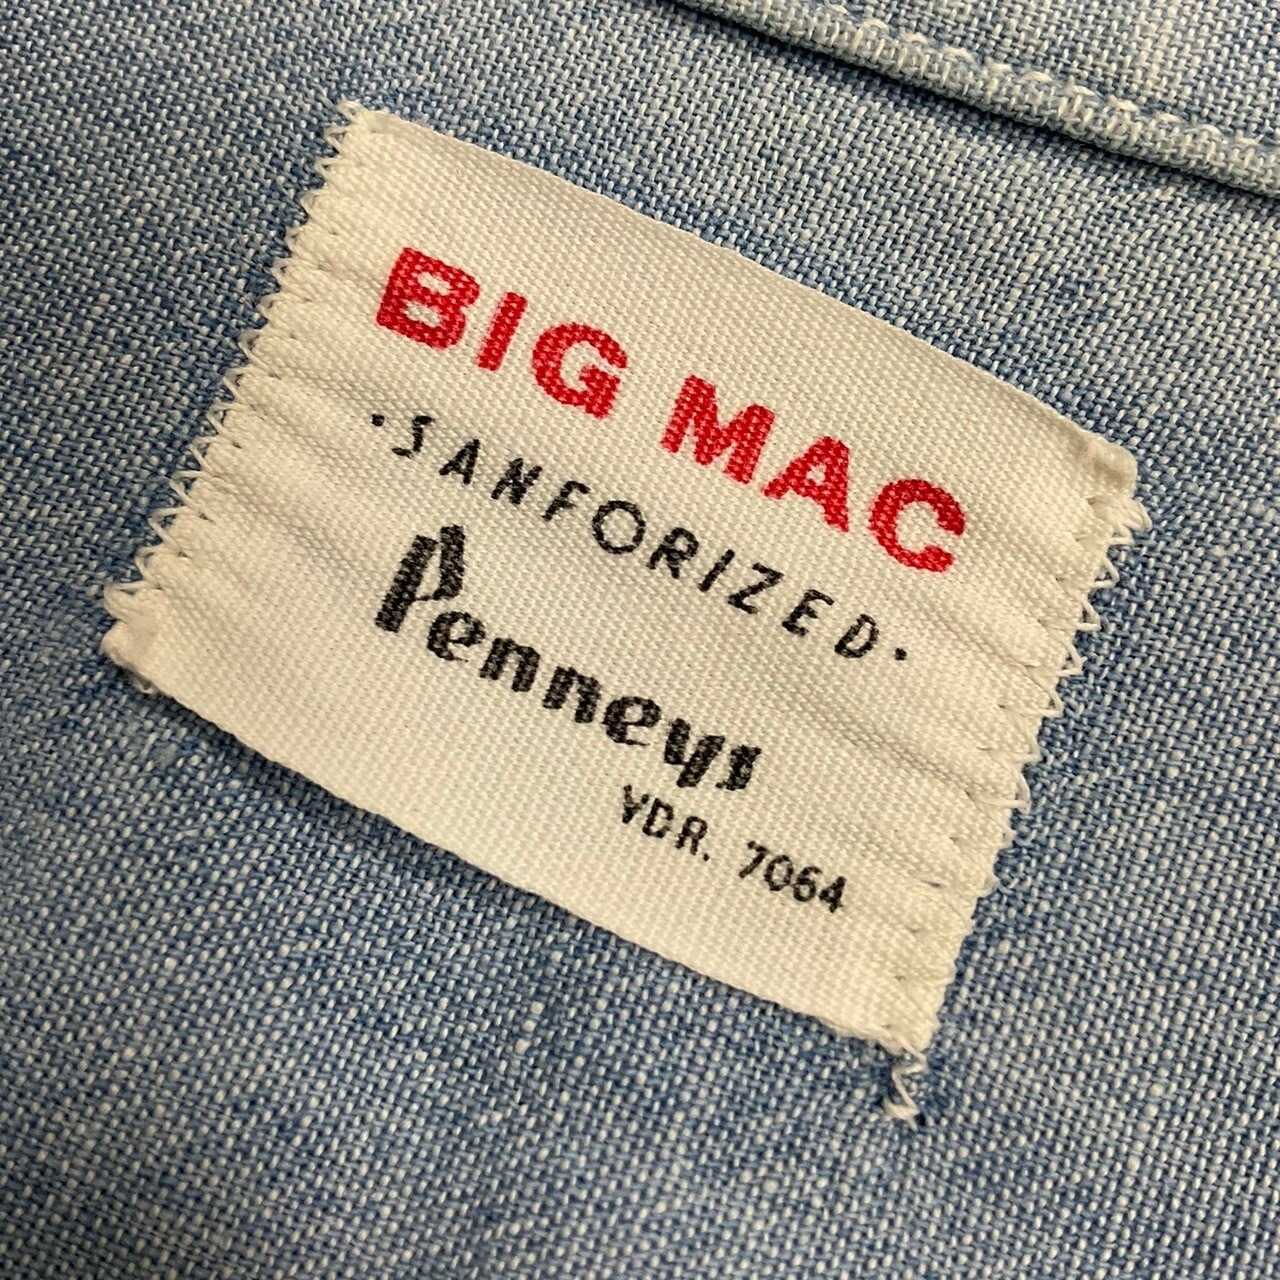 BIG MAC
·SANFORIZED·
Penneys
VDR. 7064